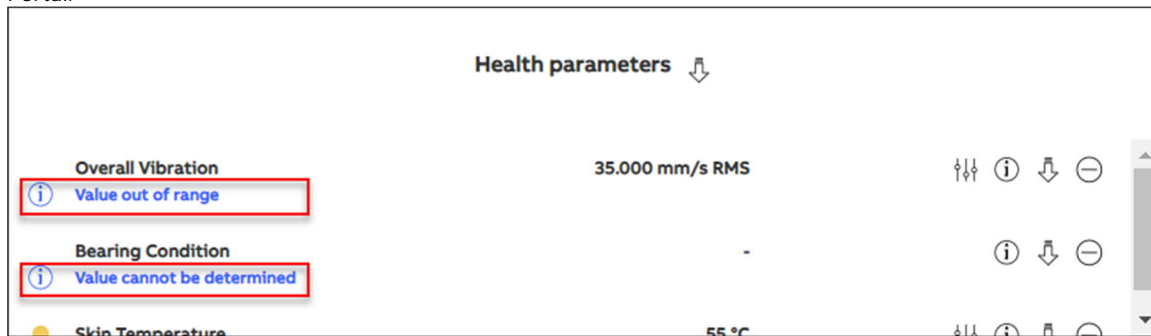 Health parameters
Overall Vibration 35.000 mm/s RMS
Value out of range
Bearing Condition -
Value cannot be determined
Skin Temperature 55 °C